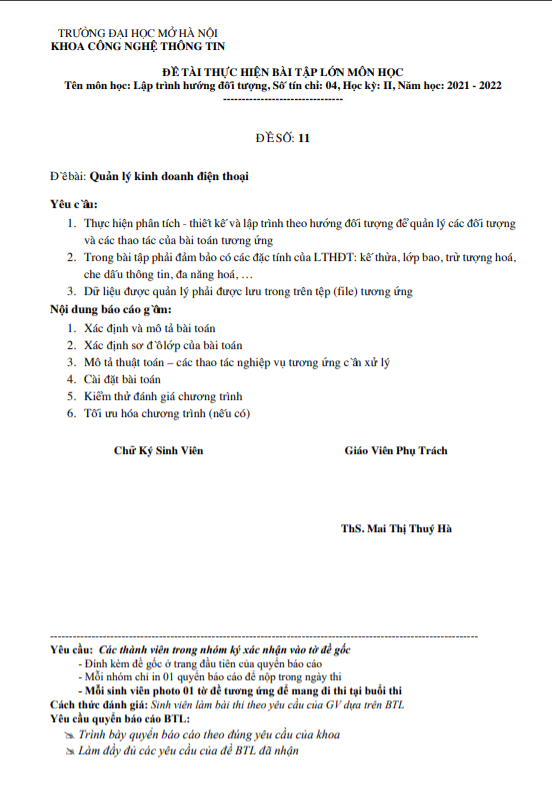 TRƯỜNG ĐẠI HỌC MỞ HÀ NỘI
KHOA CÔNG NGHỆ THÔNG TIN
ĐỀ TÀI THỰC HIỆN BÀI TẬP LỚN MÔN HỌC
Tên môn học: Lập trình hướng đối tượng, Số tín chỉ: 04, Học kỳ: II, Năm học: 2021 - 2022
--------------------------------
ĐỀ SỐ: 11
Đề bài: Quản lý kinh doanh điện thoại
Yêu cầu:
1. Thực hiện phân tích - thiết kế và lập trình theo hướng đối tượng để quản lý các đối tượng
và các thao tác của bài toán tương ứng
2. Trong bài tập phải đảm bảo có các đặc tính của LTHĐT: kế thừa, lớp bao, trừ tượng hoá,
che dấu thông tin, đa năng hoá, …
3. Dữ liệu được quản lý phải được lưu trong trên tệp (file) tương ứng
Nội dung báo cáo gồm:
1. Xác định và mô tả bài toán
2. Xác định sơ đồ lớp của bài toán
3. Mô tả thuật toán – các thao tác nghiệp vụ tương ứng cần xử lý
4. Cài đặt bài toán
5. Kiểm thử đánh giá chương trình
6. Tối ưu hóa chương trình (nếu có)
Chữ Ký Sinh Viên Giáo Viên Phụ Trách
ThS. Mai Thị Thuý Hà
Yêu cầu: Các thành viên trong nhóm ký xác nhận vào tờ đề gốc
- Đính kèm đề gốc ở trang đầu tiên của quyển báo cáo
- Mỗi nhóm chỉ in 01 quyển báo cáo để nộp trong ngày thi
- Mỗi sinh viên photo 01 tờ đề tương ứng để mang đi thi tại buổi thi
Cách thức đánh giá: Sinh viên làm bài thi theo yêu cầu của GV dựa trên BTL
Yêu cầu quyển báo cáo BTL:
Trình bày quyển báo cáo theo đúng yêu cầu của khoa
Làm đầy đủ các yêu cầu của đề BTL đã nhận